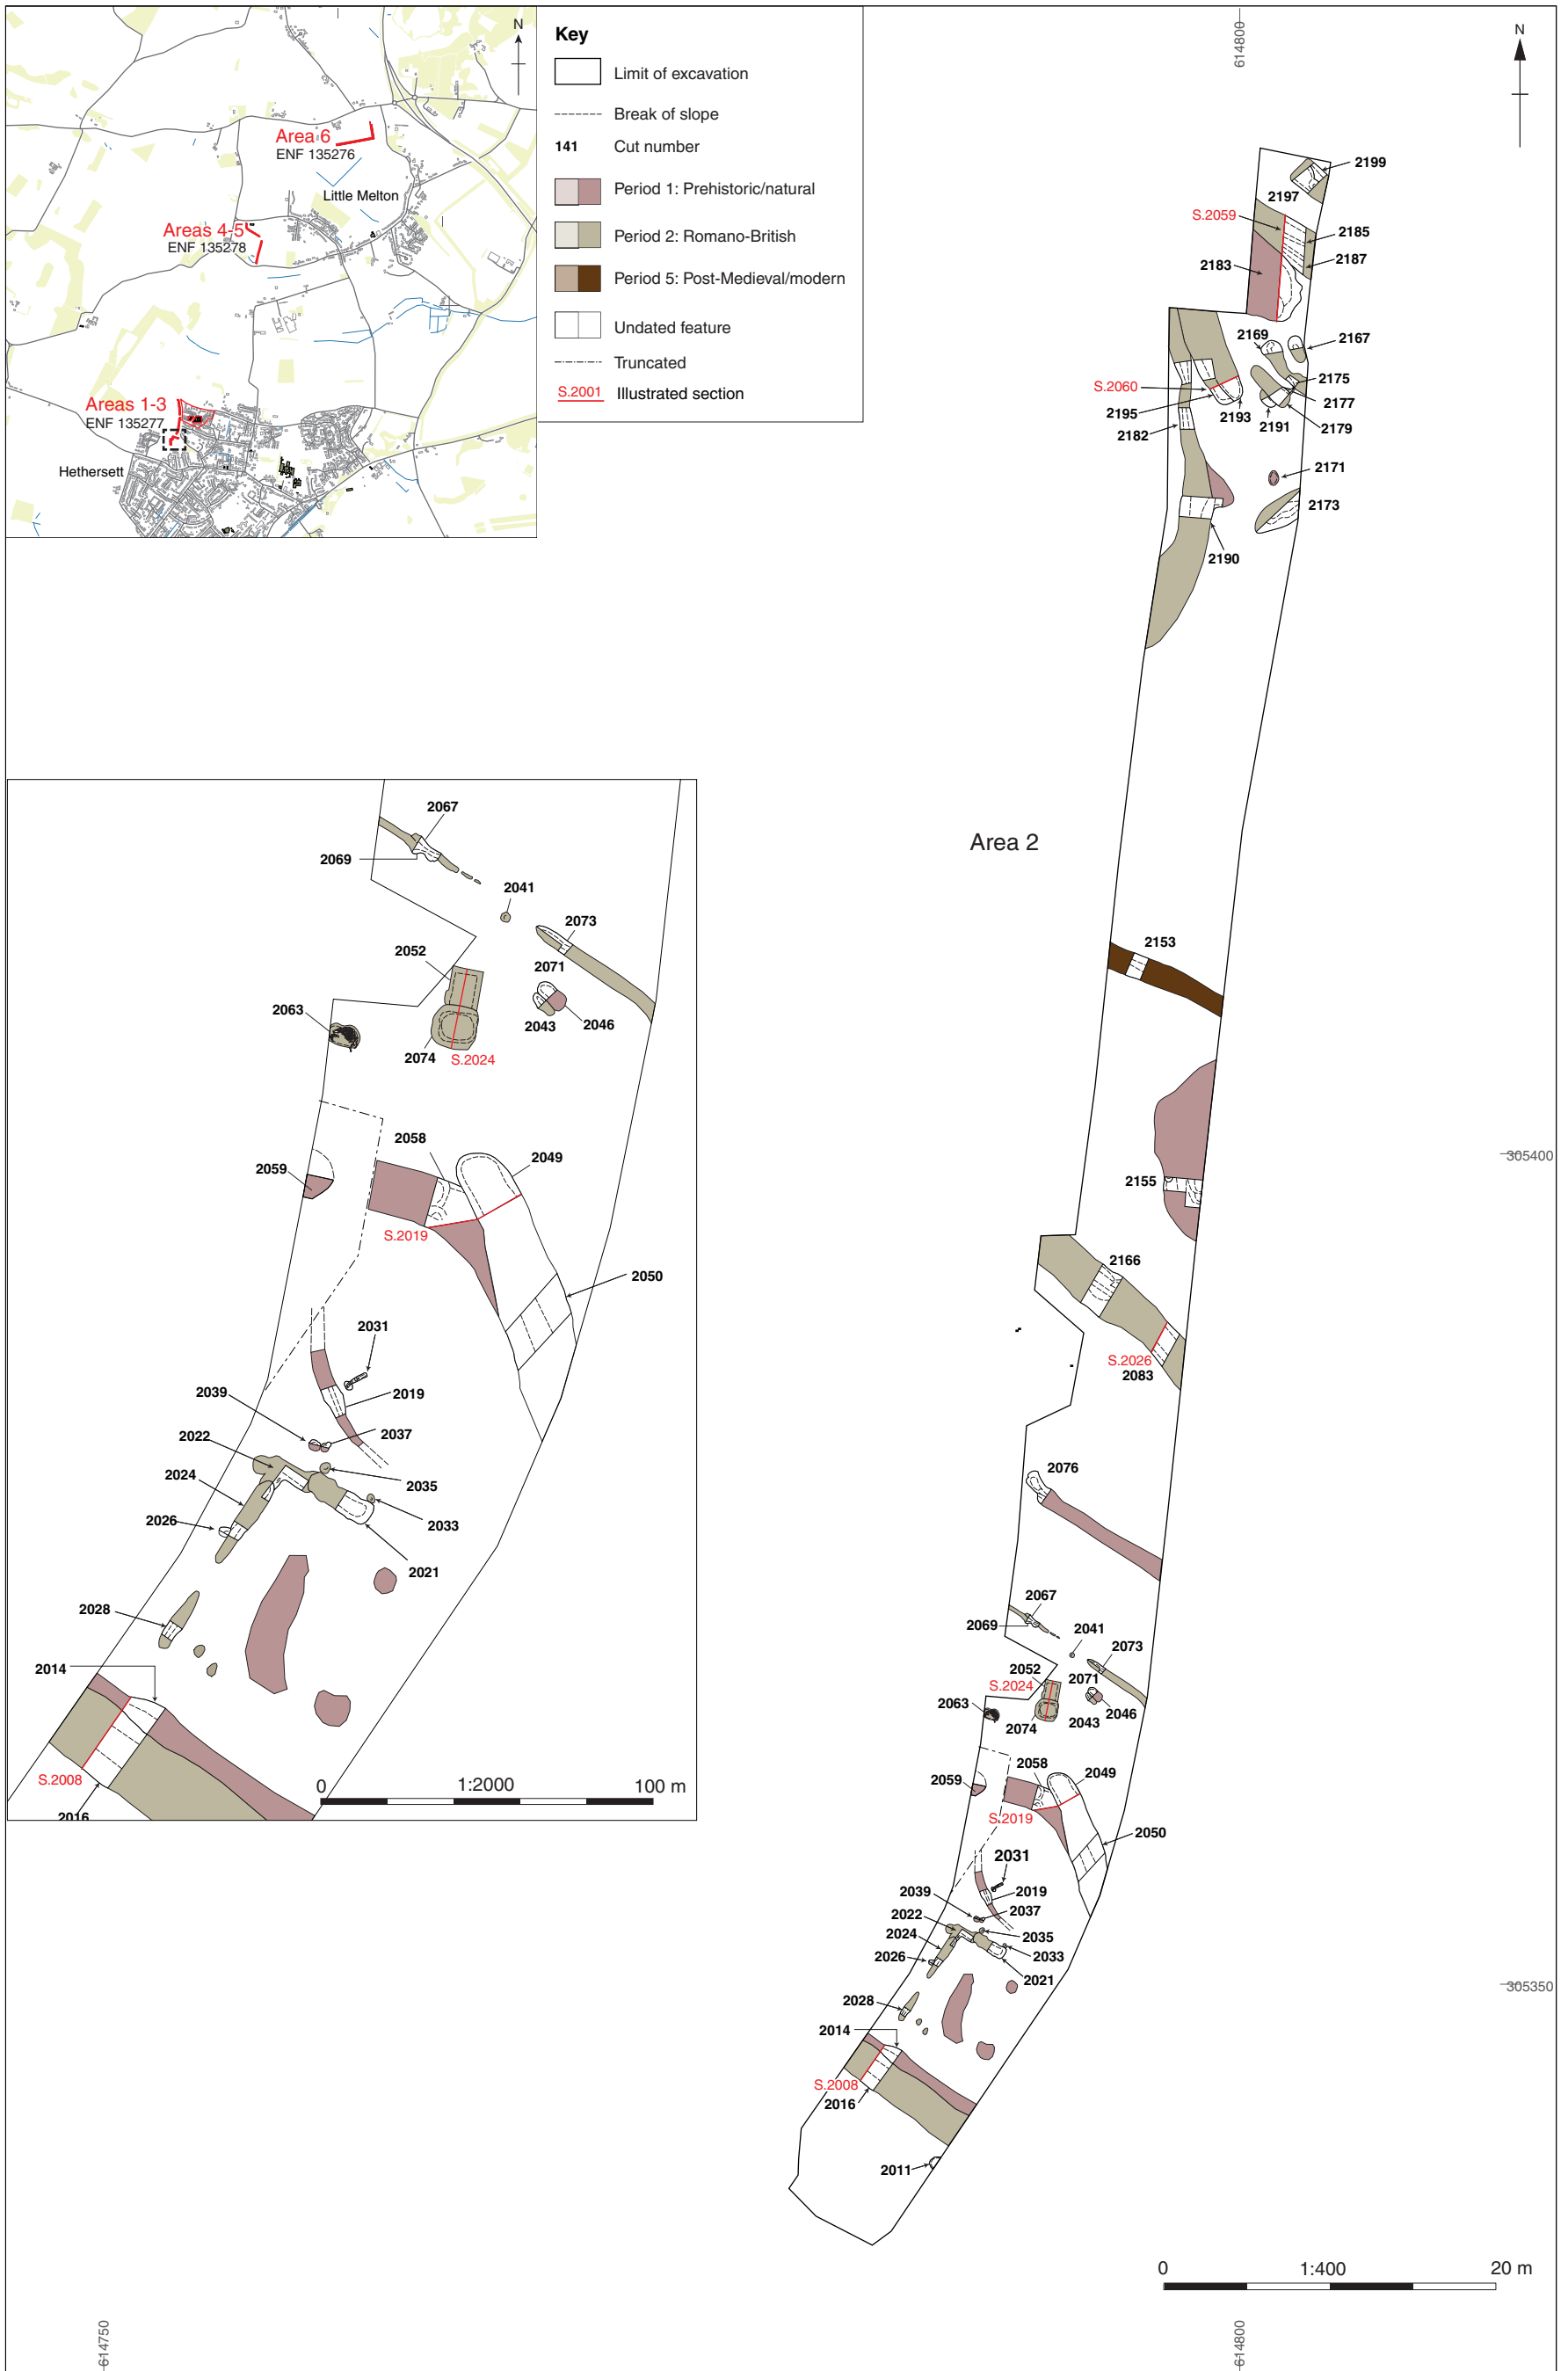 N
Area 6
ENF 135276
Little Melton
Areas 4-5
ENF 135278
Areas 1-3
ENF 135277
Hethersett
Key
Limit of excavation
Break of slope
141 Cut number
Period 1: Prehistoric/natural
Period 2: Romano-British
Period 5: Post-Medieval/modern
Undated feature
Truncated
S.2001 Illustrated section
614800
N
2199
2197
S.2059
2185
2187
2183
2169
2167
S.2060
2175
2195
2193
2177
2191
2179
2182
2171
2173
2190
Area 2
2153
305400
2155
2166
S.2026
2083
2076
2067
2069
2041
2073
2052
S.2024
2071
2063
2046
2074
2043
2058
2059
2049
S.2019
2050
2031
2039
2019
2037
2022
2024
2035
2026
2033
2021
305350
2028
2014
S.2008
2016
2011
2067
2069
2041
2073
2052
2071
2063
2043
2046
2074
S.2024
2058
2049
2059
S.2019
2050
2031
2039
2019
2037
2022
2024
2035
2026
2033
2021
2028
2014
S.2008
2016
0 1:2000 100 m
0 1:400 20 m
614750
614800